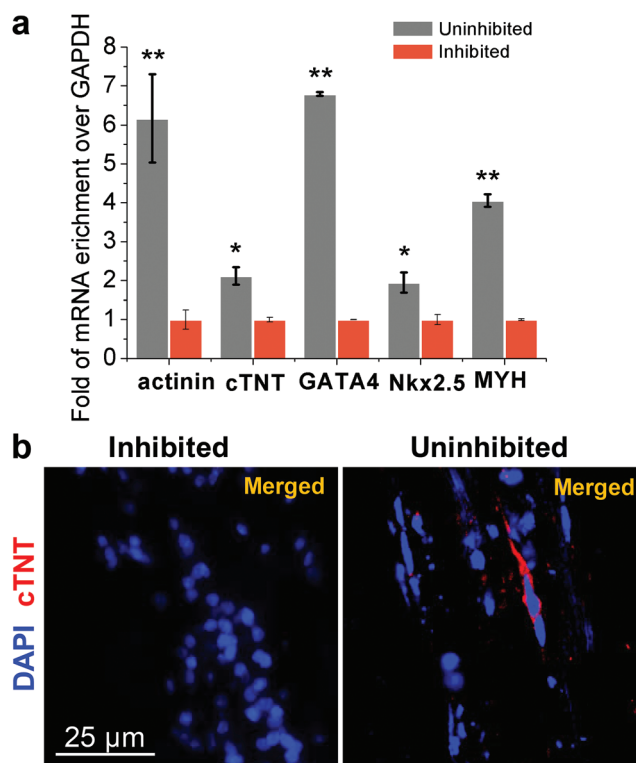 a
Uninhibited
Inhibited
Fold of mRNA erichment over GAPDH
8
7
6
5
4
3
2
1
0
** * ** * **
actinin cTNT GATA4 Nkx2.5 MYH
b
Inhibited Uninhibited
DAPI cTNT
Merged Merged
25 μm